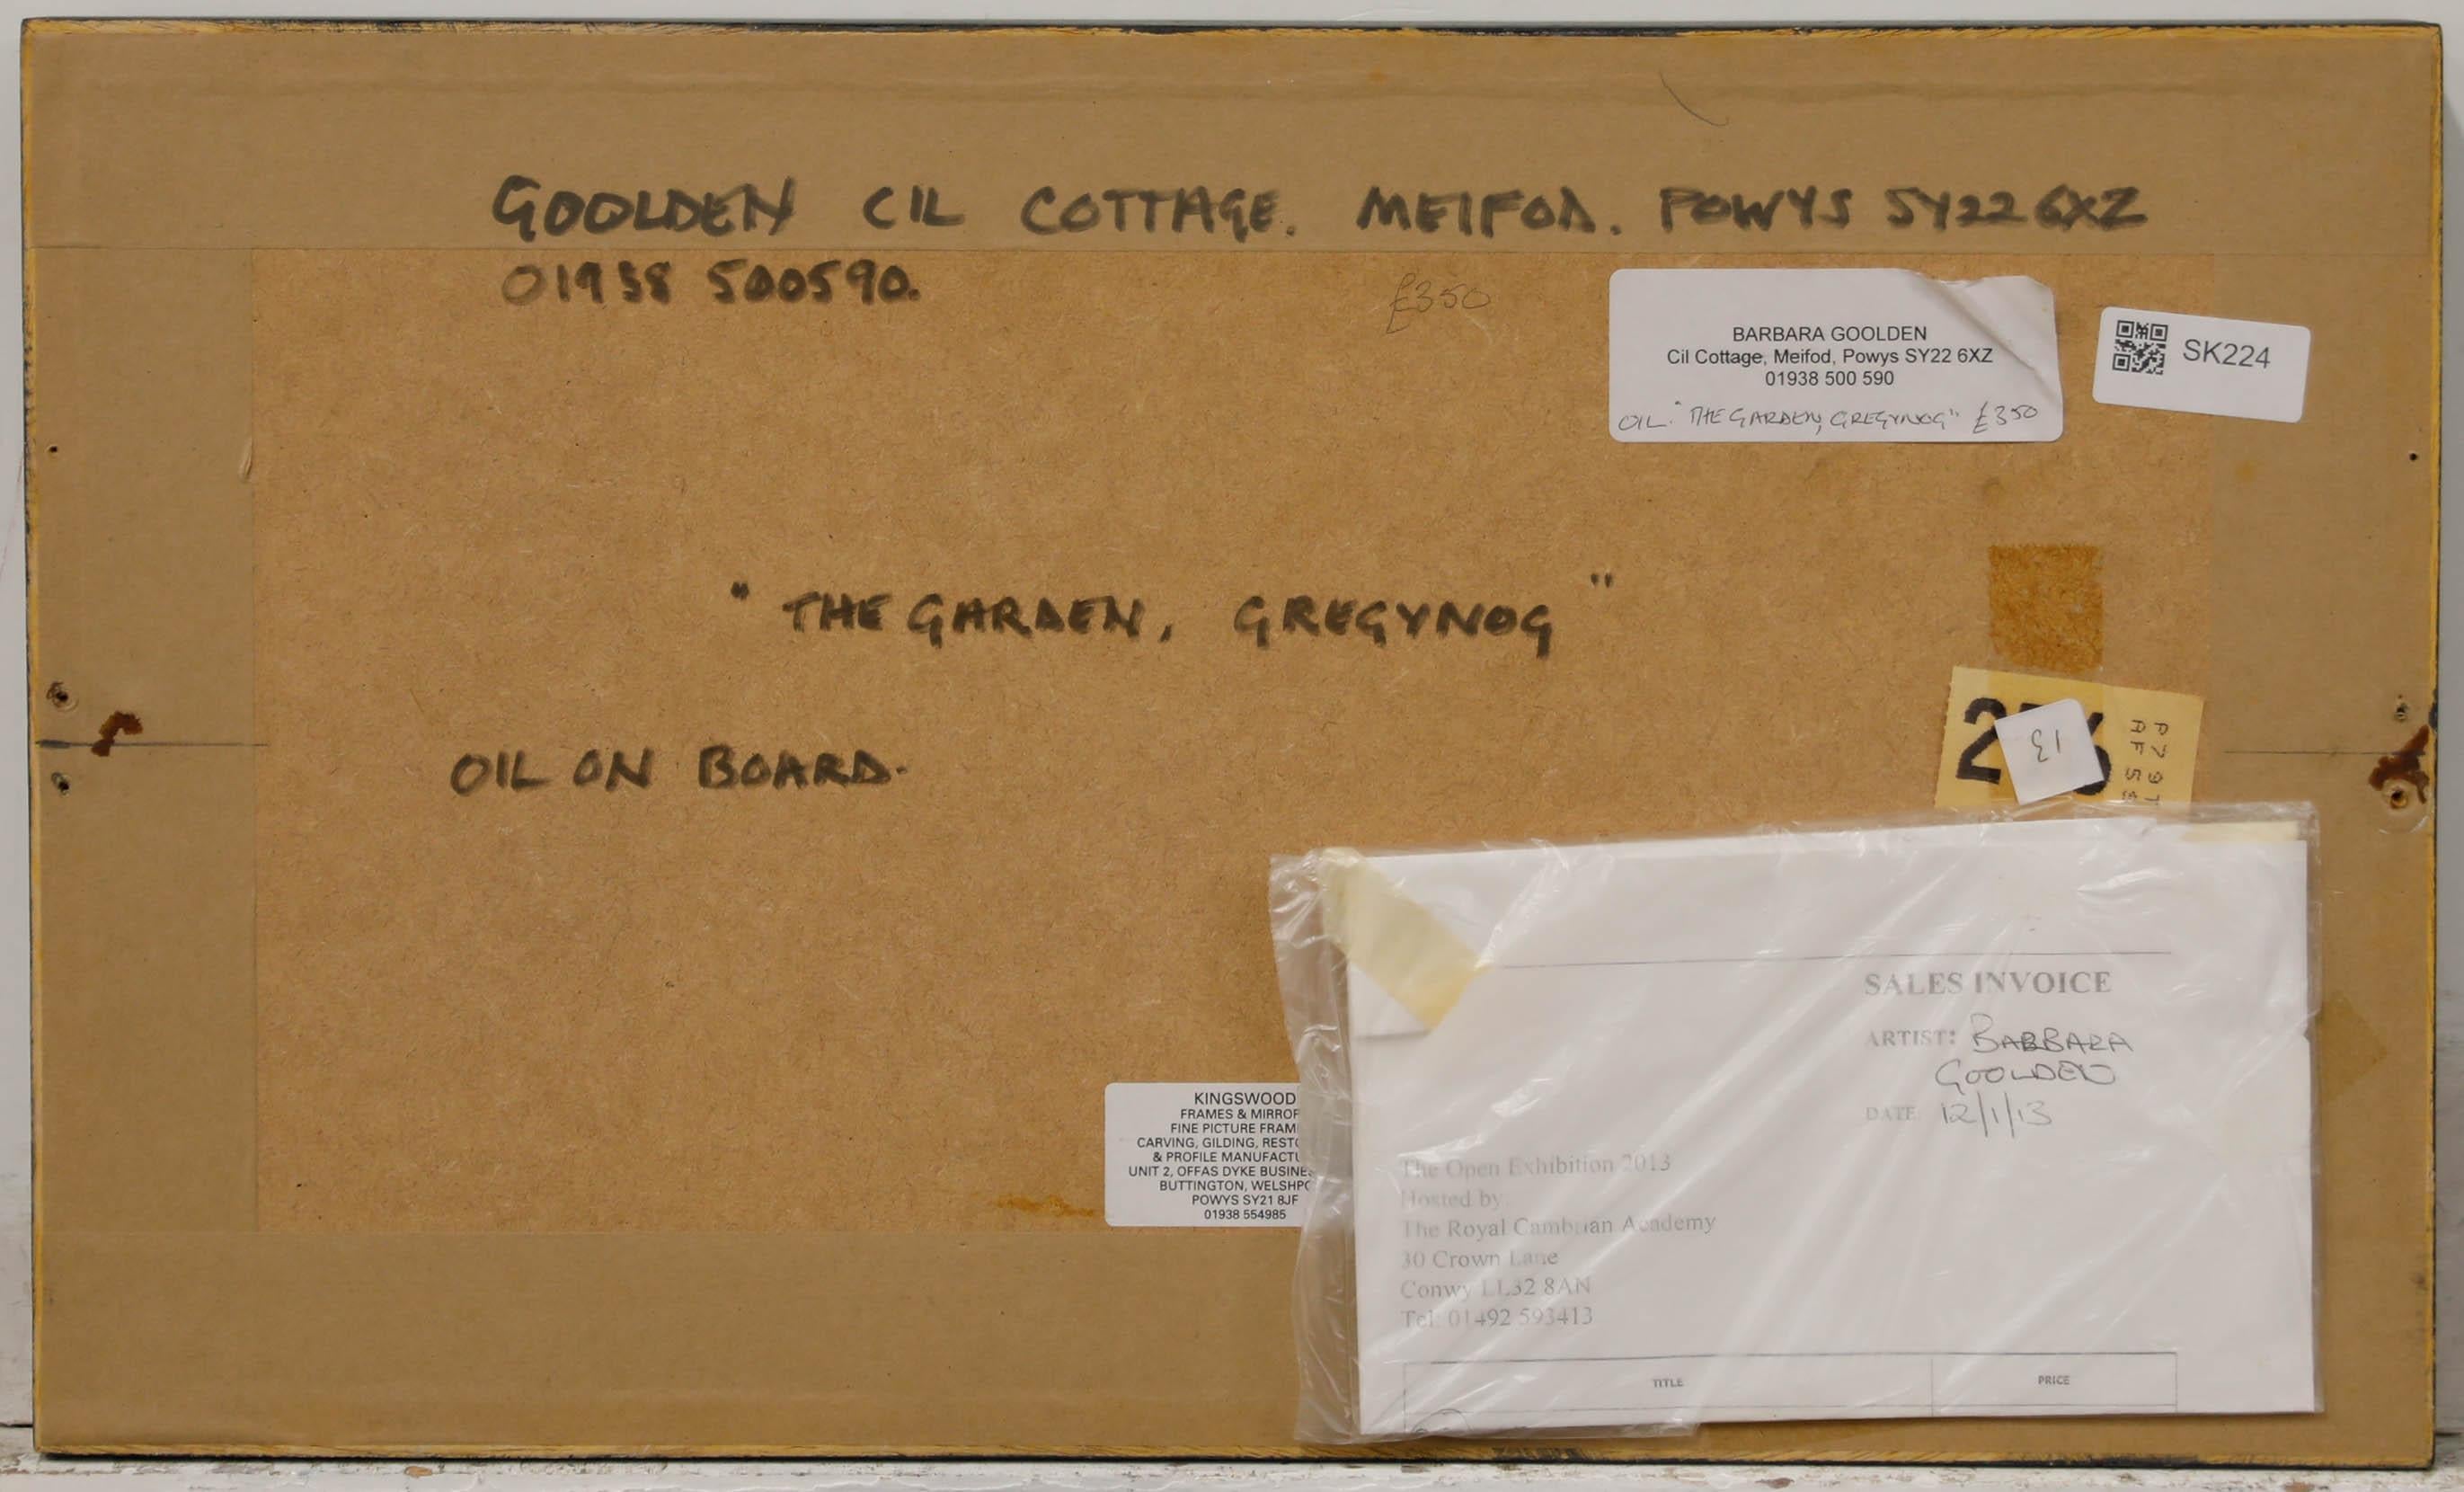 GOOLDEN CIL COTTAGE. MEIFOD. POWYS SY22 6XZ
01938 500590.
£350
BARBARA GOOLDEN
Cil Cottage, Meifod, Powys SY22 6XZ
01938 500 590
OIL. "THE GARDEN, GREGYNOG" £350
SK224
"THE GARDEN, GREGYNOG"
OIL ON BOARD.
13
KINGSWOOD
FRAMES & MIRROR
FINE PICTURE FRAM
CARVING, GILDING, REST
& PROFILE MANUFACTU
UNIT 2, OFFAS DYKE BUSINE
BUTTINGTON, WELSHPO
POWYS SY21 8JF
01938 554985
SALES INVOICE
ARTIST: BARBARA
GOOLDEN
DATE 12/1/13
The Open Exhibition 2013
Hosted by
The Royal Cambrian Academy
30 Crown Lane
Conwy LL32 8AN
Tel: 01492 593413
TITLE PRICE